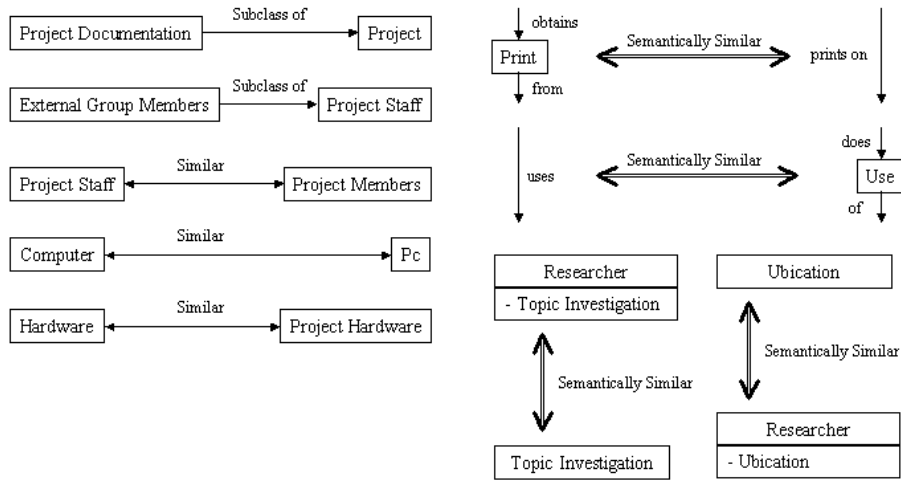 Project Documentation Subclass of Project
External Group Members Subclass of Project Staff
Project Staff Similar Project Members
Computer Similar Pc
Hardware Similar Project Hardware
obtains
Print Semantically Similar prints on
from
uses Semantically Similar does
Use
of
Researcher
- Topic Investigation
Semantically Similar
Topic Investigation
Ubication
Semantically Similar
Researcher
- Ubication